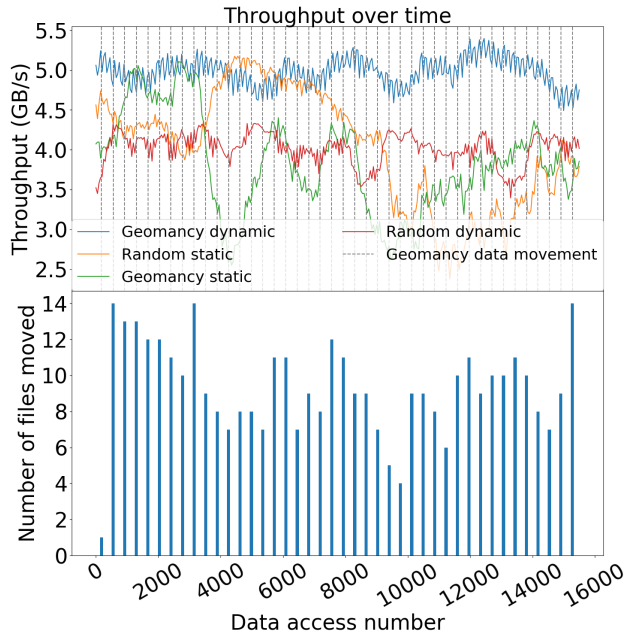 Throughput over time
Throughput (GB/s)
5.5
5.0
4.5
4.0
3.5
3.0
2.5
Geomancy dynamic
Random static
Geomancy static
Random dynamic
Geomancy data movement
Number of files moved
14
12
10
8
6
4
2
0
0
2000
4000
6000
8000
10000
12000
14000
16000
Data access number